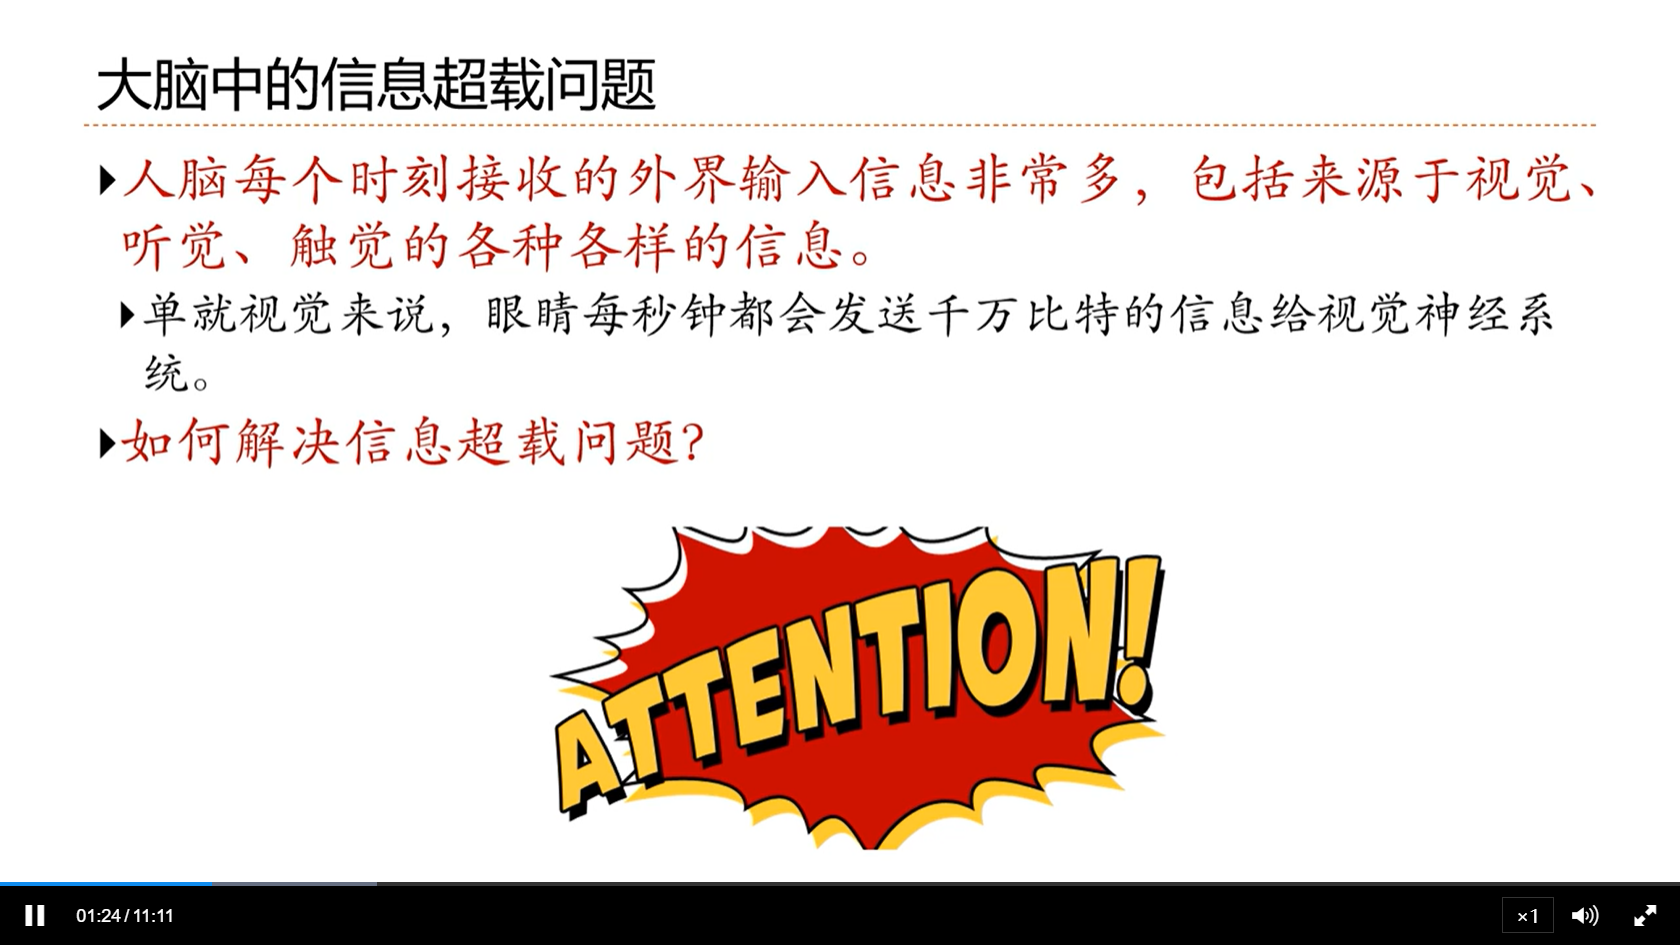 大脑中的信息超载问题
人脑每个时刻接收的外界输入信息非常多，包括来源于视觉、
听觉、触觉的各种各样的信息。
单就视觉来说，眼睛每秒钟都会发送千万比特的信息给视觉神经系
统。
如何解决信息超载问题？
ATTENTION!
01:24/11:11
×1